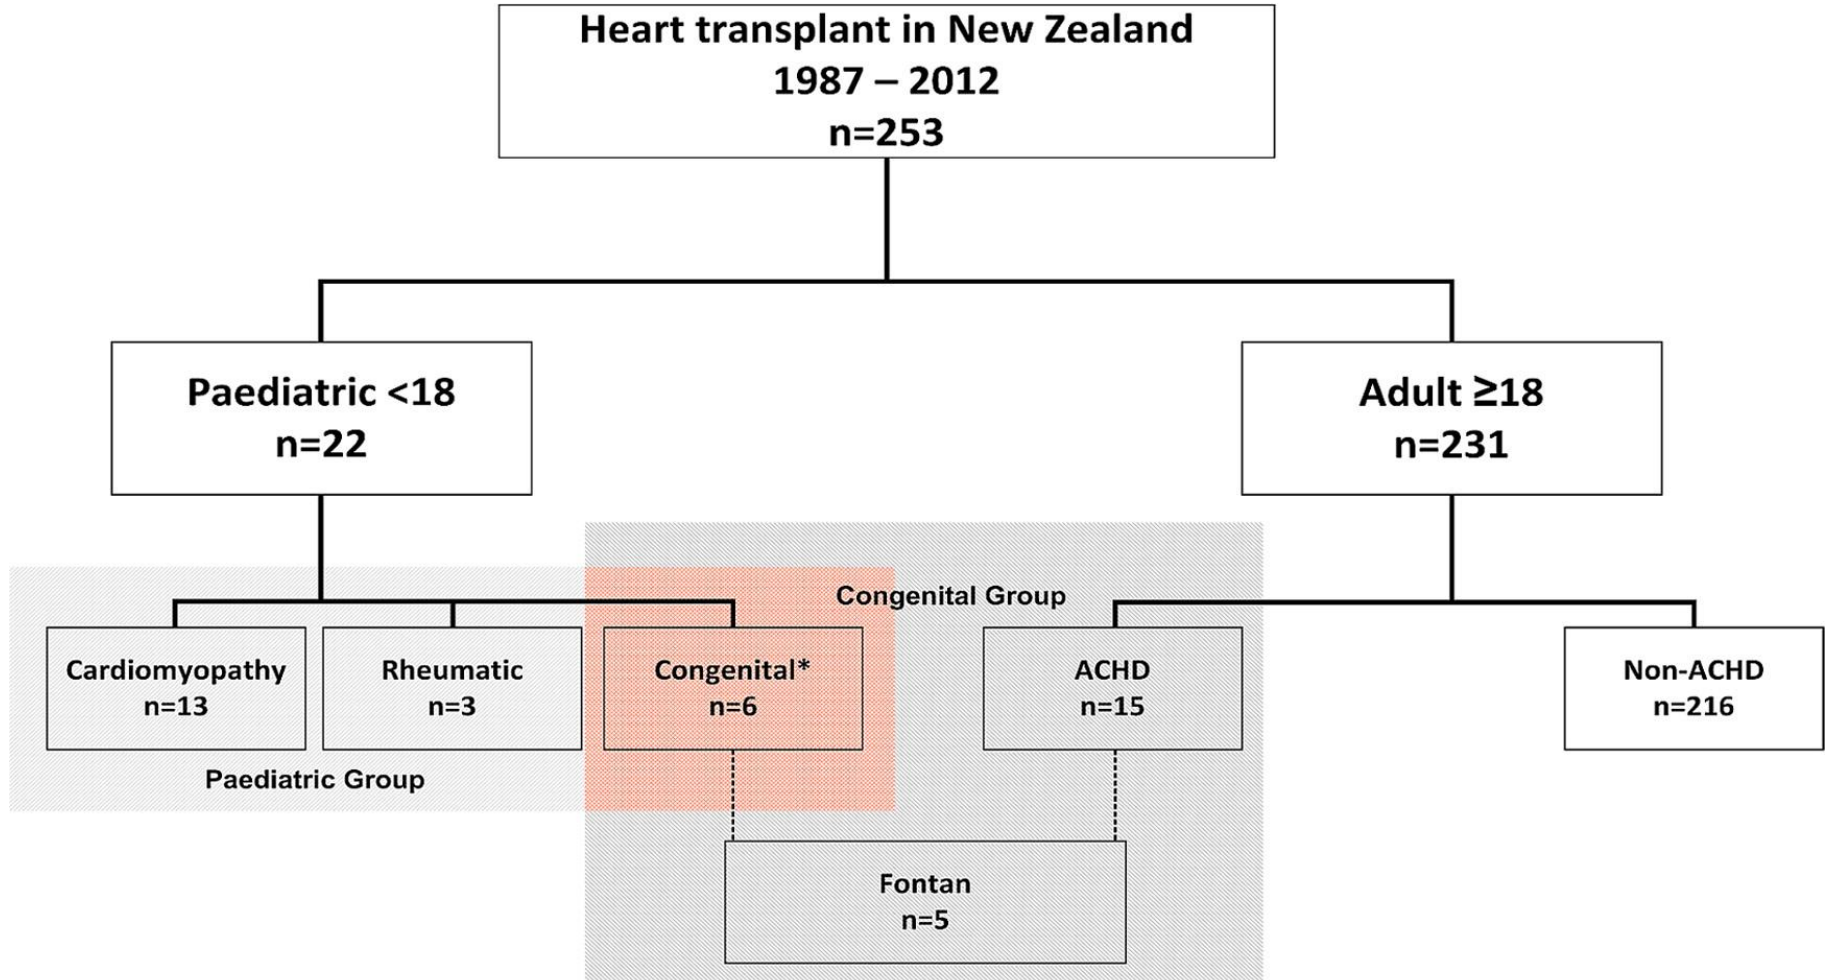 Heart transplant in New Zealand
1987 – 2012
n=253
Paediatric <18
n=22
Adult ≥18
n=231
Congenital Group
Cardiomyopathy
n=13
Rheumatic
n=3
Congenital*
n=6
ACHD
n=15
Non-ACHD
n=216
Paediatric Group
Fontan
n=5